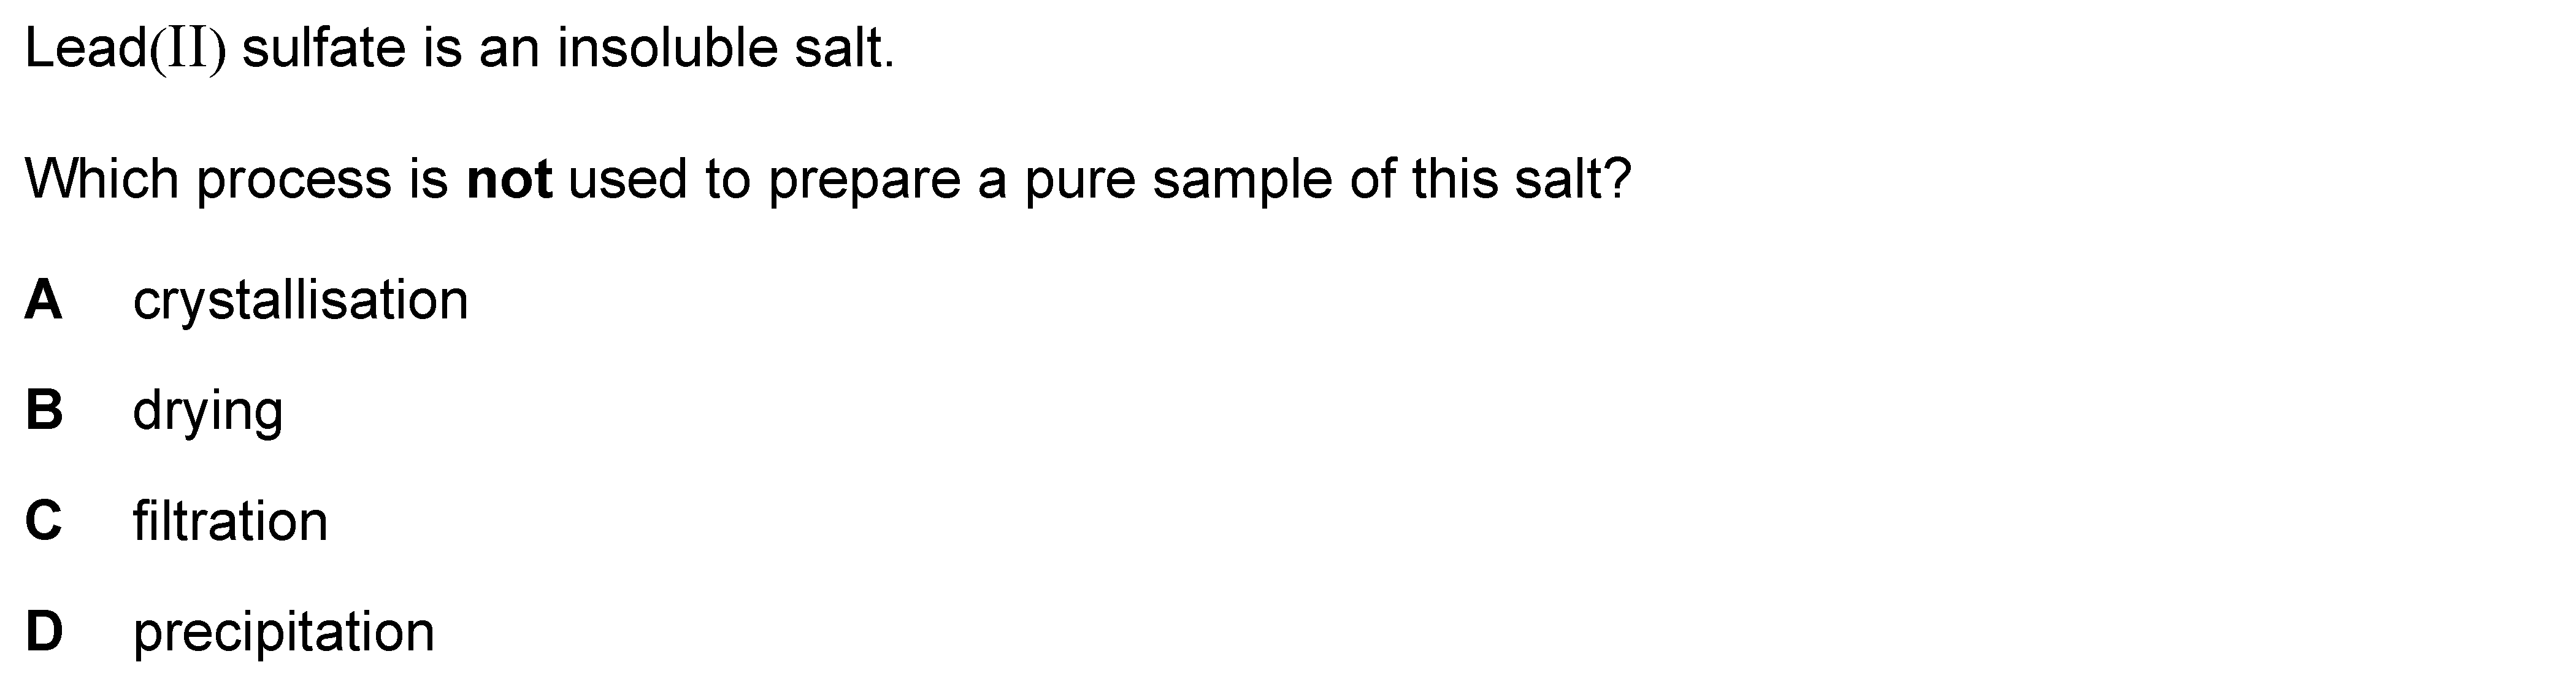 Lead(II) sulfate is an insoluble salt.
Which process is not used to prepare a pure sample of this salt?
A crystallisation
B drying
C filtration
D precipitation